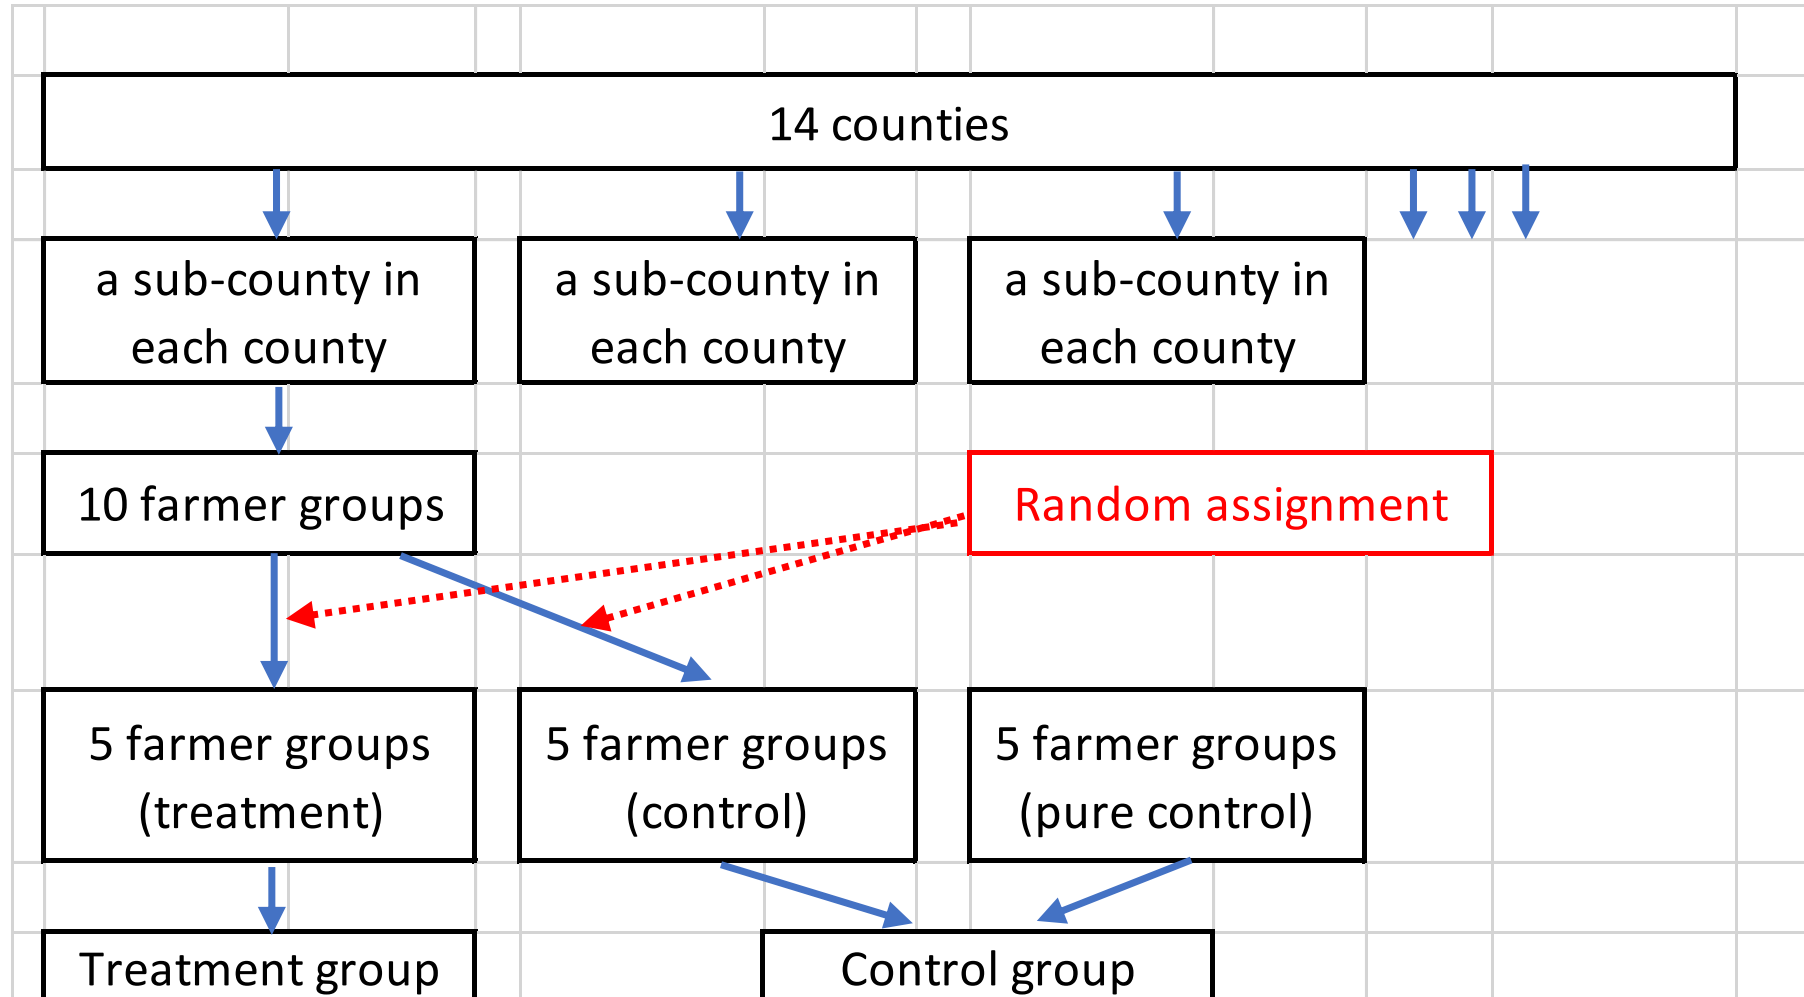 14 counties
a sub-county in
each county
a sub-county in
each county
a sub-county in
each county
10 farmer groups
Random assignment
5 farmer groups
(treatment)
5 farmer groups
(control)
5 farmer groups
(pure control)
Treatment group
Control group